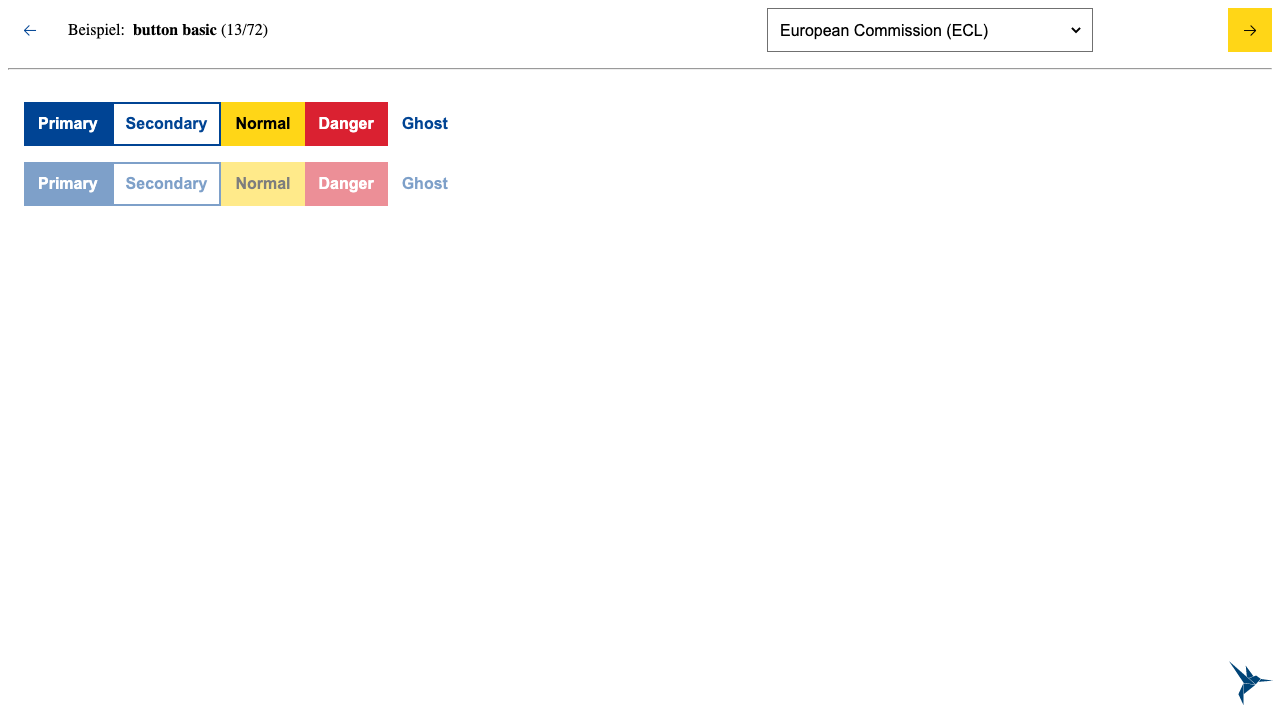 Beispiel: button basic (13/72) European Commission (ECL)
Primary Secondary Normal Danger Ghost
Primary Secondary Normal Danger Ghost